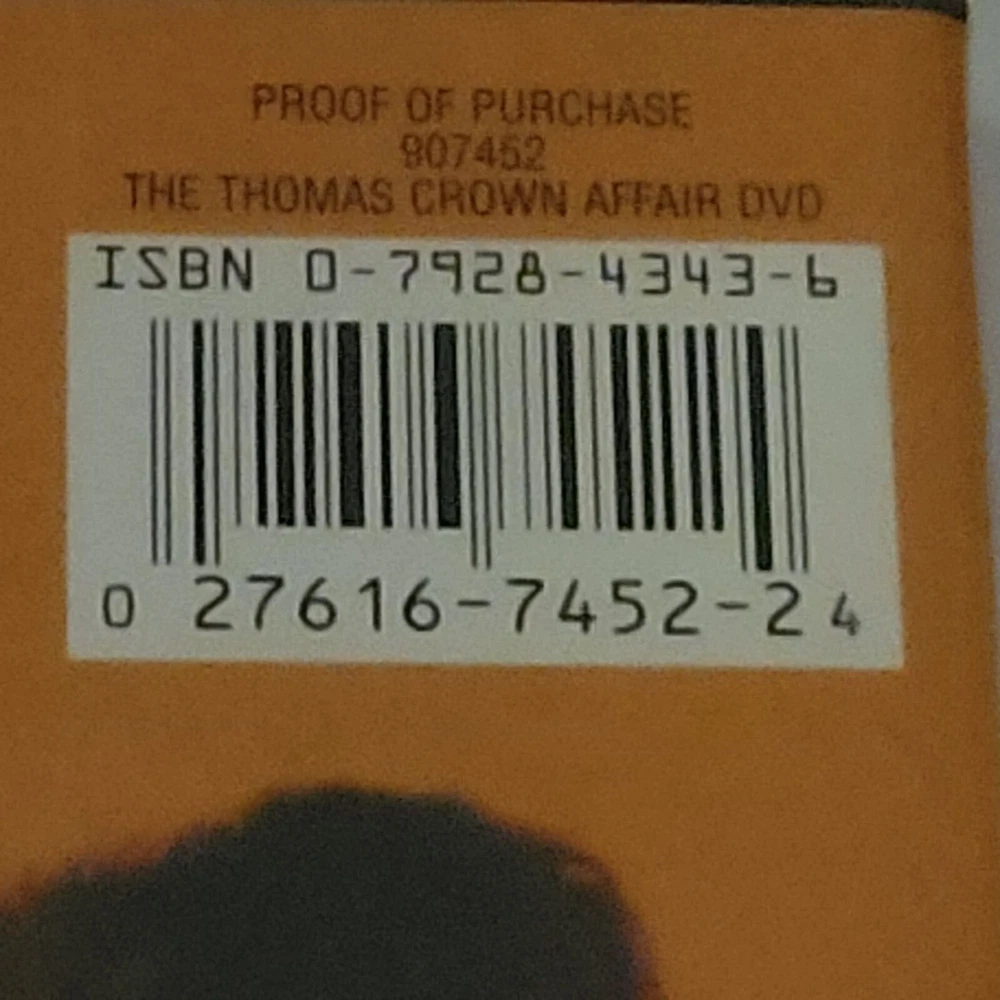 PROOF OF PURCHASE
907452
THE THOMAS CROWN AFFAIR DVD
ISBN 0-7928-4343-6
0 27616-7452-2 4